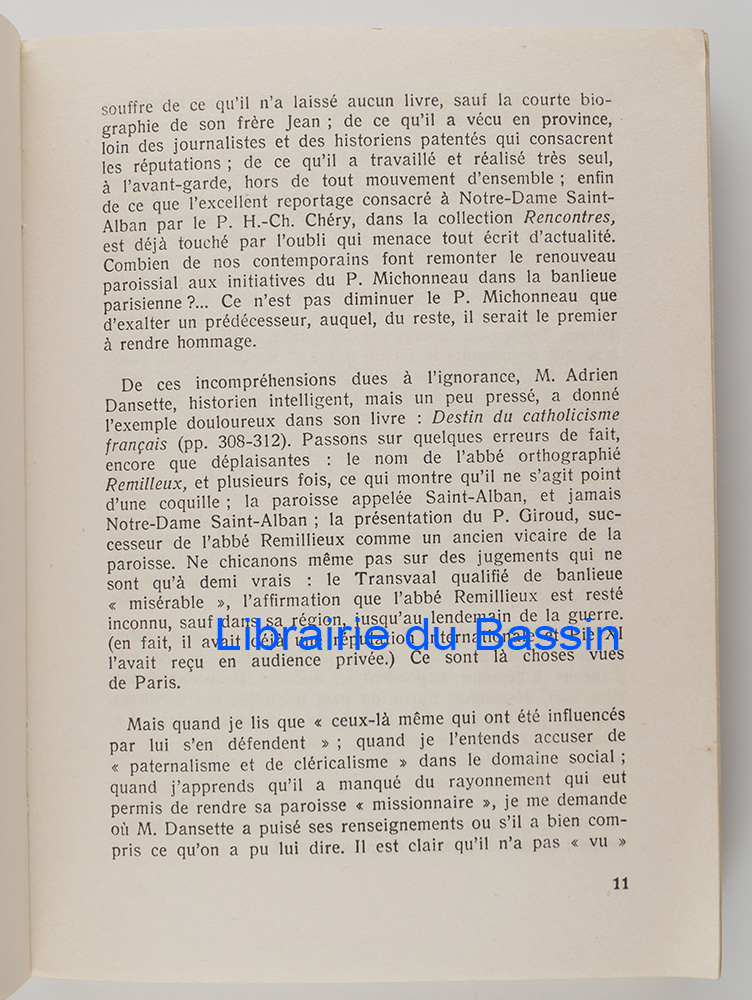 souffre de ce qu'il n'a laissé aucun livre, sauf la courte bio-
graphie de son frère Jean ; de ce qu'il a vécu en province,
loin des journalistes et des historiens patentés qui consacrent
les réputations ; de ce qu'il a travaillé et réalisé très seul,
à l'avant-garde, hors de tout mouvement d'ensemble ; enfin
de ce que l'excellent reportage consacré à Notre-Dame Saint-
Alban par le P. H.-Ch. Chéry, dans la collection Rencontres,
est déjà touché par l'oubli qui menace tout écrit d'actualité.
Combien de nos contemporains font remonter le renouveau
paroissial aux initiatives du P. Michonneau dans la banlieue
parisienne ?... Ce n'est pas diminuer le P. Michonneau que
d'exalter un prédécesseur, auquel, du reste, il serait le premier
à rendre hommage.
De ces incompréhensions dues à l'ignorance, M. Adrien
Dansette, historien intelligent, mais un peu pressé, a donné
l'exemple douloureux dans son livre : Destin du catholicisme
français (pp. 308-312). Passons sur quelques erreurs de fait,
encore que déplaisantes : le nom de l'abbé orthographié
Remilleux, et plusieurs fois, ce qui montre qu'il ne s'agit point
d'une coquille ; la paroisse appelée Saint-Alban, et jamais
Notre-Dame Saint-Alban ; la présentation du P. Giroud, suc-
cesseur de l'abbé Remillieux comme un ancien vicaire de la
paroisse. Ne chicanons même pas sur des jugements qui ne
sont qu'à demi vrais : le Transvaal qualifié de banlieue
« misérable », l'affirmation que l'abbé Remillieux est resté
inconnu, sauf dans sa région, jusqu'au lendemain de la guerre.
(en fait, il avait déjà une réputation internationale et Pie XI
l'avait reçu en audience privée.) Ce sont là choses vues
de Paris.
Librairie du Bassin
Mais quand je lis que « ceux-là même qui ont été influencés
par lui s'en défendent » ; quand je l'entends accuser de
« paternalisme et de cléricalisme » dans le domaine social ;
quand j'apprends qu'il a manqué du rayonnement qui eut
permis de rendre sa paroisse « missionnaire », je me demande
où M. Dansette a puisé ses renseignements ou s'il a bien com-
pris ce qu'on a pu lui dire. Il est clair qu'il n'a pas « vu »
11